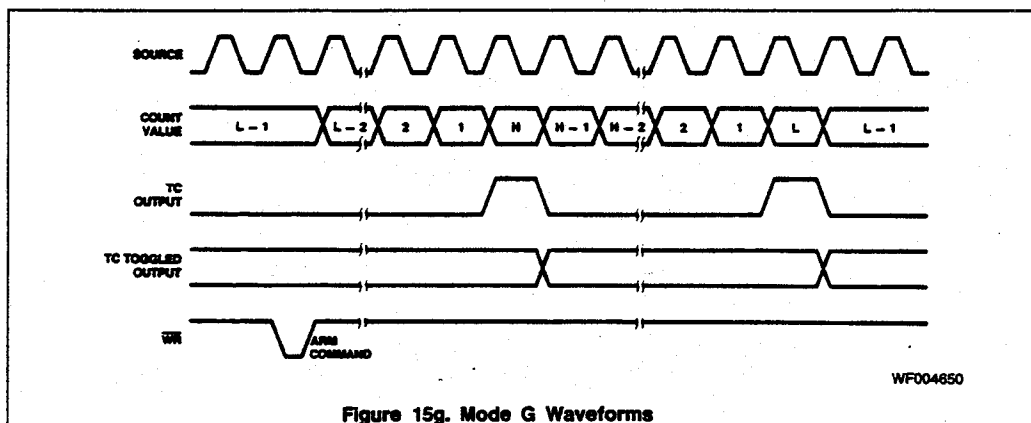 SOURCE
COUNT
VALUE
L – 1 L – 2 2 1 H H – 1 H – 2 2 1 L L – 1
TC
OUTPUT
TC TOGGLED
OUTPUT
WR
ARM
COMMAND
WF004650
Figure 15g. Mode G Waveforms